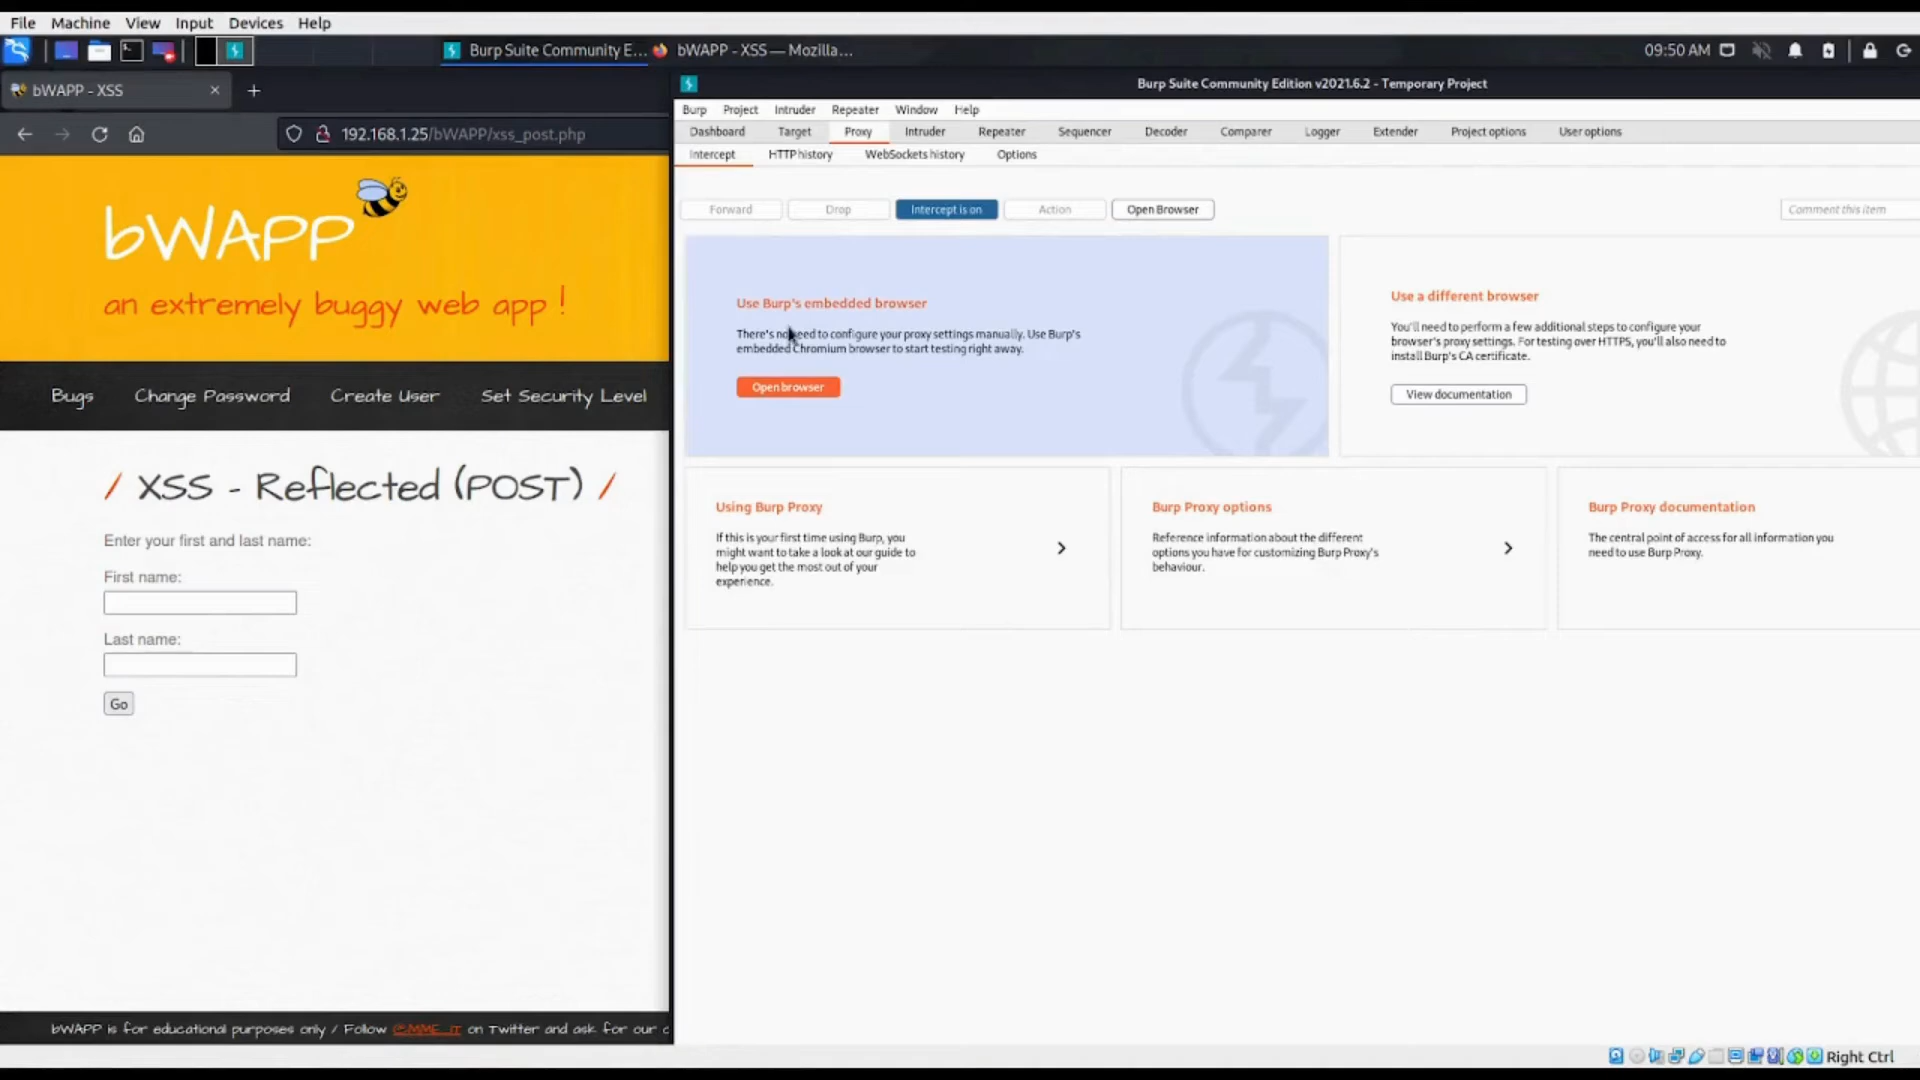 File Machine View Input Devices Help
Burp Suite Community E... bWAPP - XSS — Mozilla... 09:50 AM
bWAPP - XSS
192.168.1.25/bWAPP/xss_post.php
bWAPP
an extremely buggy web app !
Bugs Change Password Create User Set Security Level
/ XSS - Reflected (POST) /
Enter your first and last name:
First name:
Last name:
Go
bWAPP is for educational purposes only / Follow @MME_IT on Twitter and ask for our c
Burp Suite Community Edition v2021.6.2 - Temporary Project
Burp Project Intruder Repeater Window Help
Dashboard Target Proxy Intruder Repeater Sequencer Decoder Comparer Logger Extender Project options User options
Intercept HTTP history WebSockets history Options
Forward Drop Intercept is on Action Open Browser Comment this item
Use Burp's embedded browser
There's no need to configure your proxy settings manually. Use Burp's
embedded Chromium browser to start testing right away.
Open browser
Use a different browser
You'll need to perform a few additional steps to configure your
browser's proxy settings. For testing over HTTPS, you'll also need to
install Burp's CA certificate.
View documentation
Using Burp Proxy
If this is your first time using Burp, you
might want to take a look at our guide to
help you get the most out of your
experience.
Burp Proxy options
Reference information about the different
options you have for customizing Burp Proxy's
behaviour.
Burp Proxy documentation
The central point of access for all information you
need to use Burp Proxy.
Right Ctrl